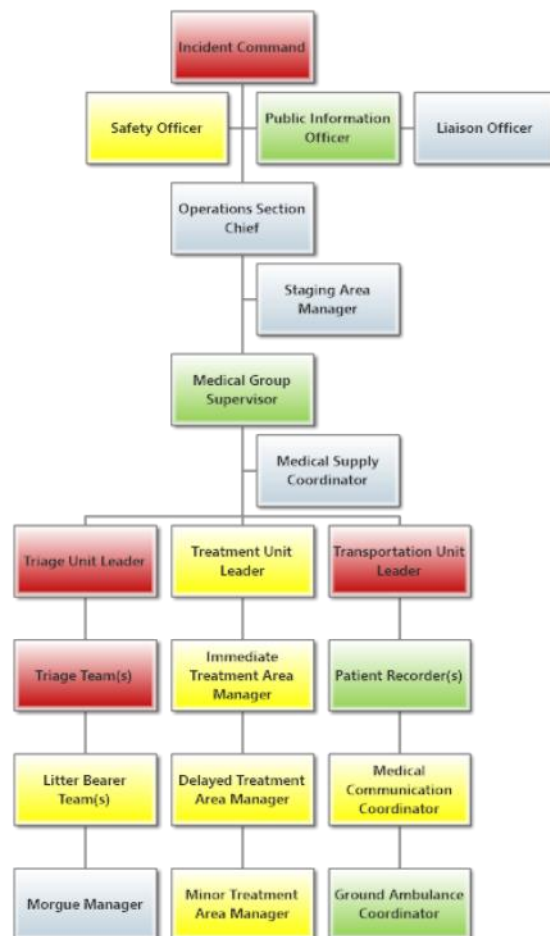 Incident Command
Safety Officer
Public Information
Officer
Liaison Officer
Operations Section
Chief
Staging Area
Manager
Medical Group
Supervisor
Medical Supply
Coordinator
Triage Unit Leader
Treatment Unit
Leader
Transportation Unit
Leader
Triage Team(s)
Immediate
Treatment Area
Manager
Patient Recorder(s)
Litter Bearer
Team(s)
Delayed Treatment
Area Manager
Medical
Communication
Coordinator
Morgue Manager
Minor Treatment
Area Manager
Ground Ambulance
Coordinator